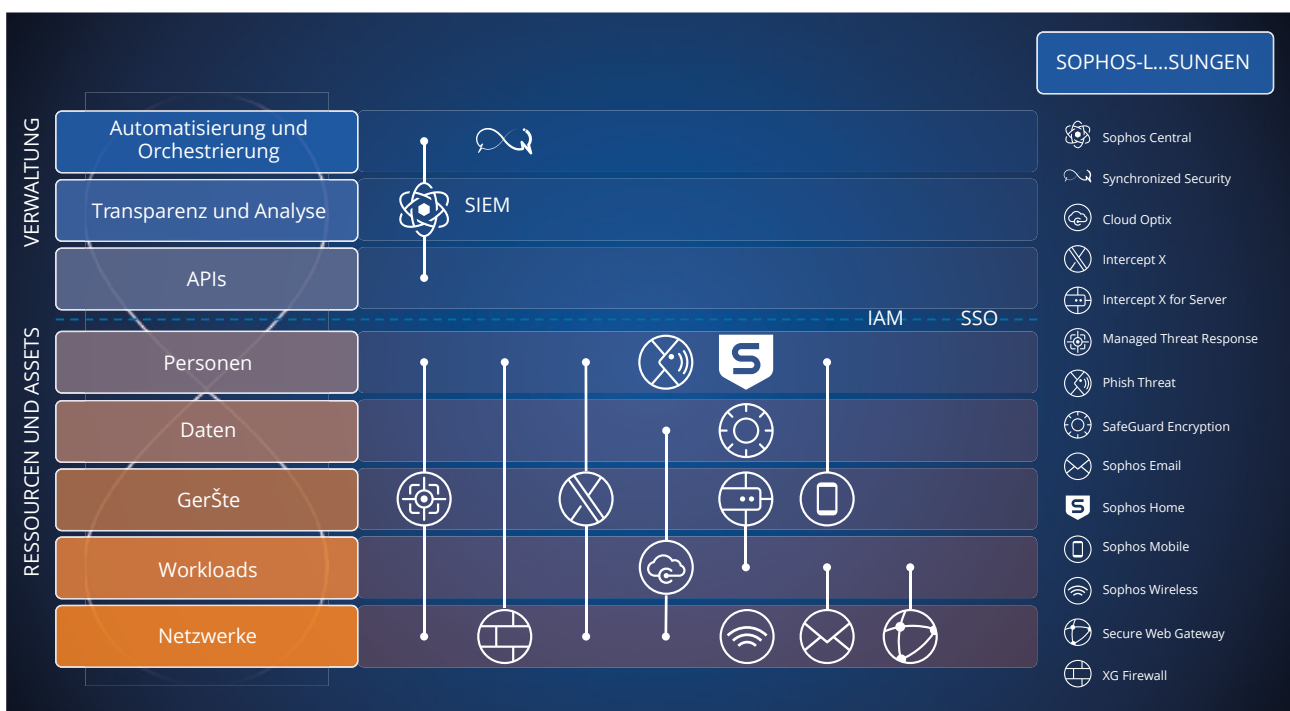 SOPHOS-L...SUNGEN
VERWALTUNG
Automatisierung und
Orchestrierung
Transparenz und Analyse
SIEM
APIs
IAM
SSO
RESSOURCEN UND ASSETS
Personen
S
Daten
GerŠte
Workloads
Netzwerke
Sophos Central
Synchronized Security
Cloud Optix
Intercept X
Intercept X for Server
Managed Threat Response
Phish Threat
SafeGuard Encryption
Sophos Email
S
Sophos Home
Sophos Mobile
Sophos Wireless
Secure Web Gateway
XG Firewall